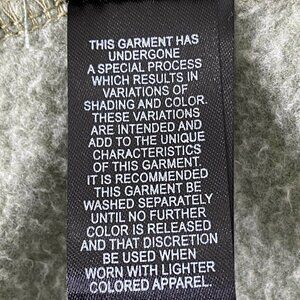 THIS GARMENT HAS
UNDERGONE
A SPECIAL PROCESS
WHICH RESULTS IN
VARIATIONS OF
SHADING AND COLOR.
THESE VARIATIONS
ARE INTENDED AND
ADD TO THE UNIQUE
CHARACTERISTICS
OF THIS GARMENT.
IT IS RECOMMENDED
THIS GARMENT BE
WASHED SEPARATELY
UNTIL NO FURTHER
COLOR IS RELEASED
AND THAT DISCRETION
BE USED WHEN
WORN WITH LIGHTER
COLORED APPAREL.